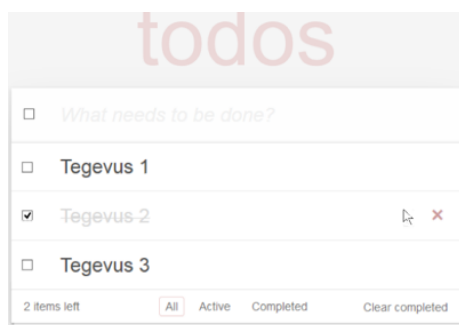 todos
What needs to be done?
Tegevus 1
Tegevus 2
Tegevus 3
2 items left All Active Completed Clear completed